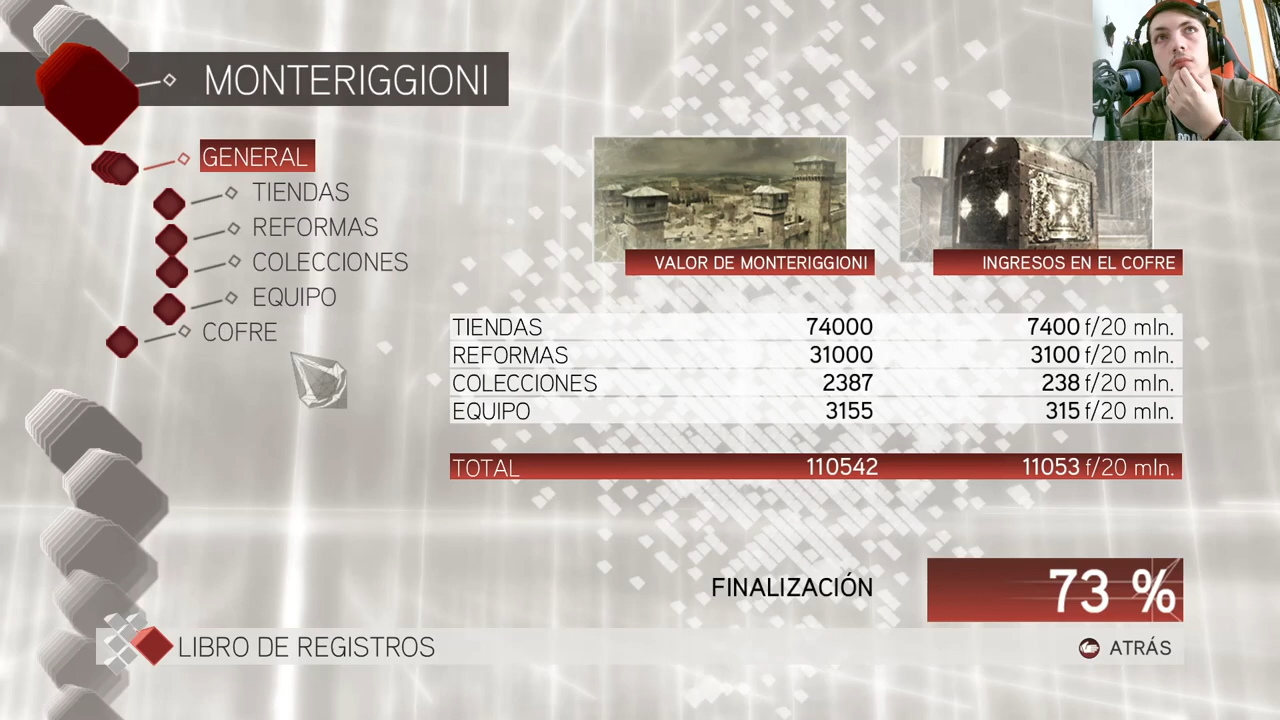 MONTERIGGIONI
GENERAL
TIENDAS
REFORMAS
COLECCIONES
EQUIPO
COFRE
VALOR DE MONTERIGGIONI
INGRESOS EN EL COFRE
TIENDAS 74000 7400 f/20 mln.
REFORMAS 31000 3100 f/20 mln.
COLECCIONES 2387 238 f/20 mln.
EQUIPO 3155 315 f/20 mln.
TOTAL 110542 11053 f/20 mln.
FINALIZACIÓN 73 %
LIBRO DE REGISTROS
ATRÁS